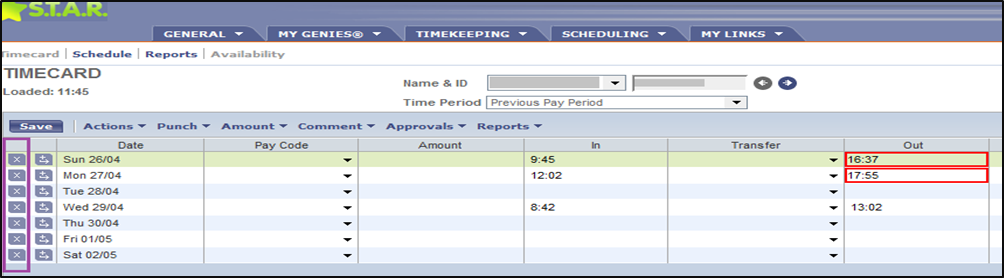 S.T.A.R.
GENERAL MY GENIES® TIMEKEEPING SCHEDULING MY LINKS
Timecard | Schedule | Reports | Availability
TIMECARD
Loaded: 11:45
Name & ID
Time Period Previous Pay Period
Save Actions Punch Amount Comment Approvals Reports
Date Pay Code Amount In Transfer Out
Sun 26/04 9:45 16:37
Mon 27/04 12:02 17:55
Tue 28/04
Wed 29/04 8:42 13:02
Thu 30/04
Fri 01/05
Sat 02/05